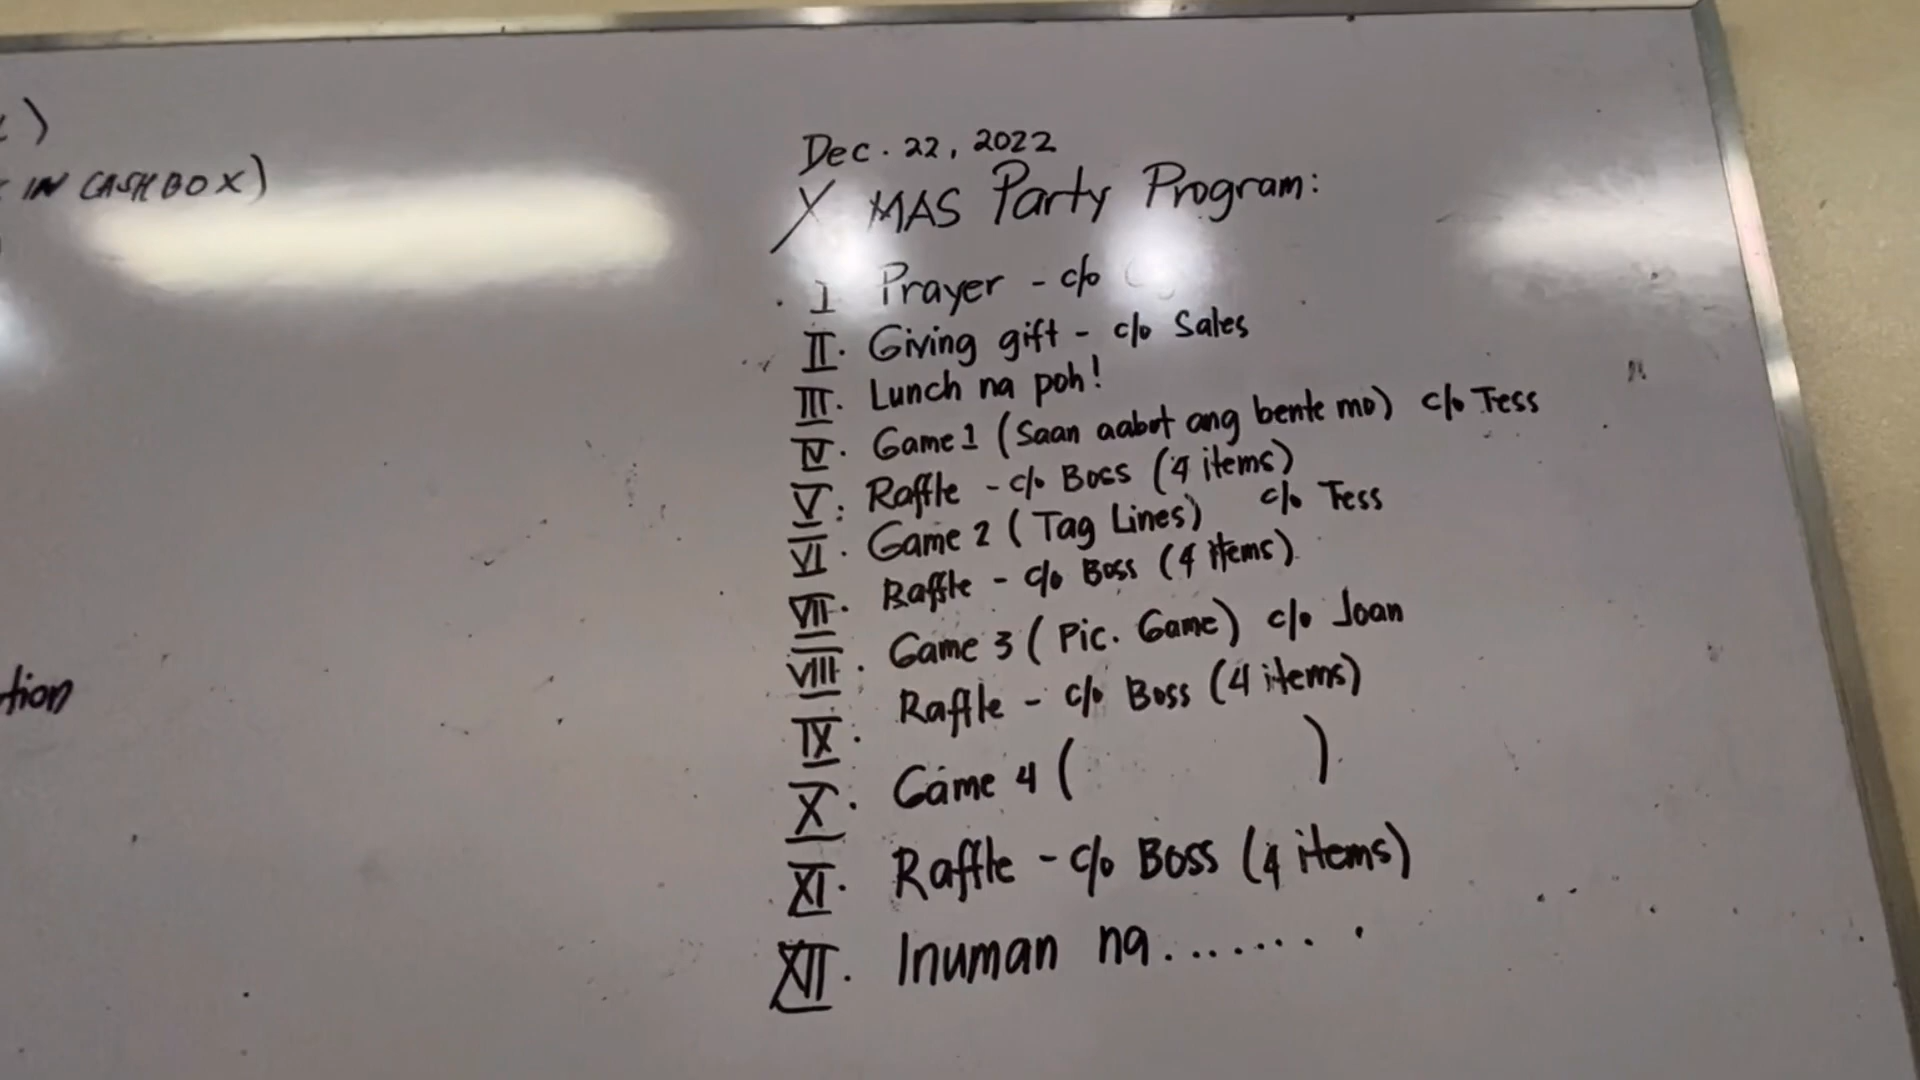 IN CASHBOX)
Dec. 22, 2022
X MAS Party Program:
I Prayer - c/o
II. Giving gift - c/o Sales
III. Lunch na poh!
IV. Game 1 (Saan aabot ang bente mo) c/o Tess
V. Raffle - c/o Boss (4 items)
VI. Game 2 (Tag Lines) c/o Tess
VII. Raffle - c/o Boss (4 items)
VIII. Game 3 (Pic. Game) c/o Joan
IX. Raffle - c/o Boss (4 items)
X. Game 4 ( )
XI. Raffle - c/o Boss (4 items)
XII. Inuman na........